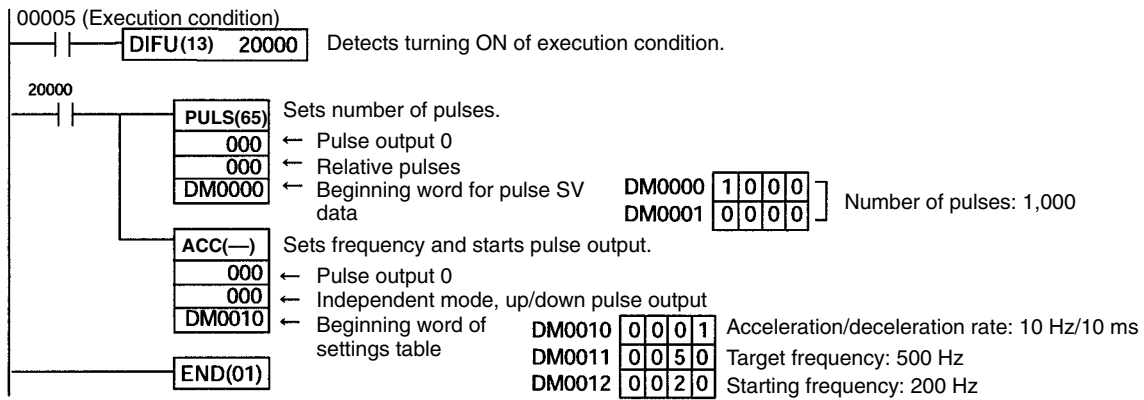 00005 (Execution condition)
DIFU(13) 20000 Detects turning ON of execution condition.
20000
PULS(65) Sets number of pulses.
000 ← Pulse output 0
000 ← Relative pulses
DM0000 ← Beginning word for pulse SV
data
DM0000 1 0 0 0
DM0001 0 0 0 0
Number of pulses: 1,000
ACC(—) Sets frequency and starts pulse output.
000 ← Pulse output 0
000 ← Independent mode, up/down pulse output
DM0010 ← Beginning word of
settings table
DM0010 0 0 0 1 Acceleration/deceleration rate: 10 Hz/10 ms
DM0011 0 0 5 0 Target frequency: 500 Hz
DM0012 0 0 2 0 Starting frequency: 200 Hz
END(01)